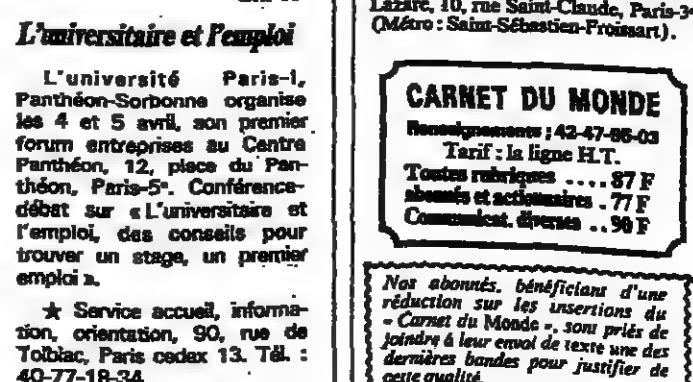 L'universitaire et l'emploi
L'université Paris-I,
Panthéon-Sorbonne organise
les 4 et 5 avril, son premier
forum entreprises au Centre
Panthéon, 12, place du Pan-
théon, Paris-5ᵉ. Conférence-
débat sur « L'universitaire et
l'emploi, des conseils pour
trouver un stage, un premier
emploi ».
★ Service accueil, informa-
tion, orientation, 90, rue de
Tolbiac, Paris cedex 13. Tél. :
40-77-18-34.
Lazare, 10, rue Saint-Claude, Paris-3ᵉ
(Métro : Saint-Sébastien-Froissart).
CARNET DU MONDE
Renseignements : 42-47-95-03
Tarif : la ligne H.T.
Toutes rubriques .... 87 F
abonnés et actionnaires . 77 F
Communicat. diverses .. 90 F
Nos abonnés, bénéficiant d'une
réduction sur les insertions du
« Carnet du Monde », sont priés de
joindre à leur envoi de texte une des
dernières bandes pour justifier de
cette qualité.